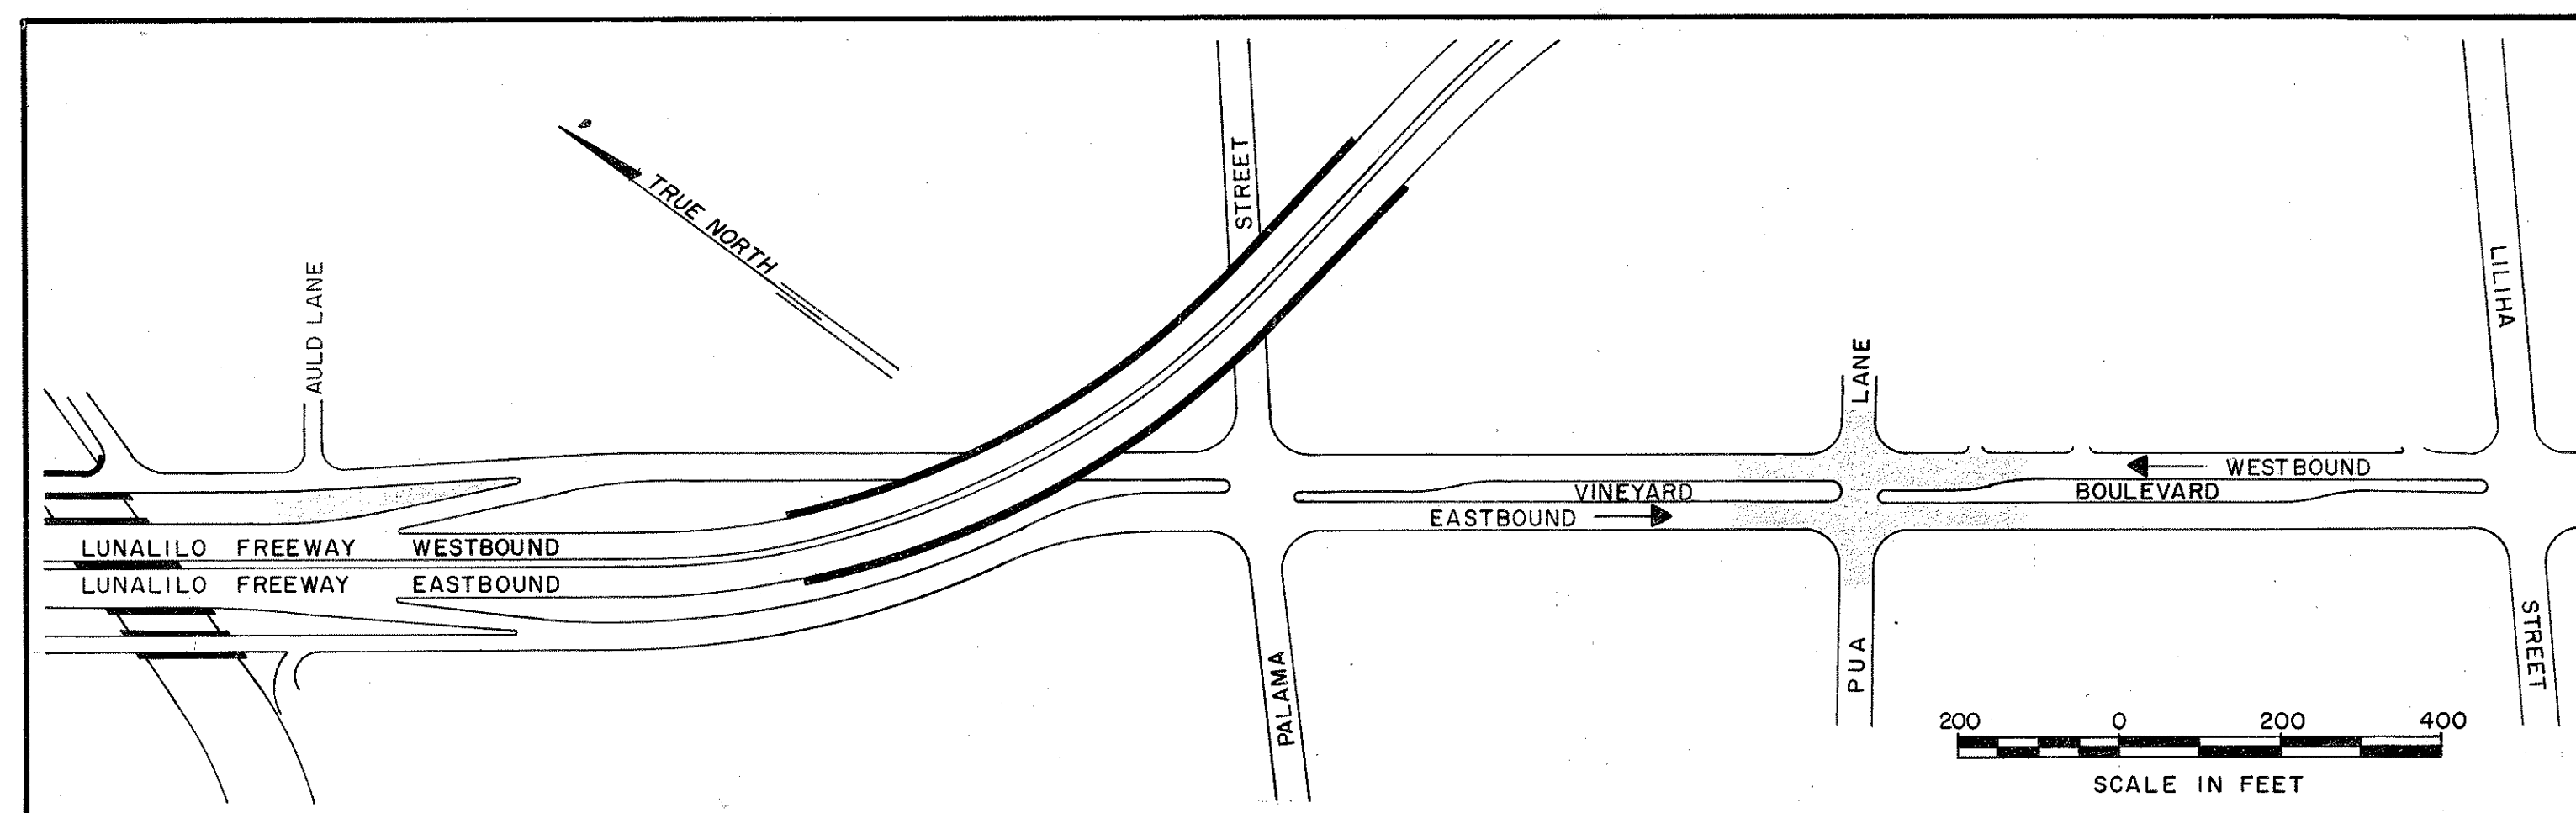 STREET
TRUE NORTH
AULD LANE
LILIHA
LANE
WESTBOUND
VINEYARD BOULEVARD
EASTBOUND
LUNALILO FREEWAY WESTBOUND
LUNALILO FREEWAY EASTBOUND
STREET
PUA
PALAMA
200 0 200 400
SCALE IN FEET